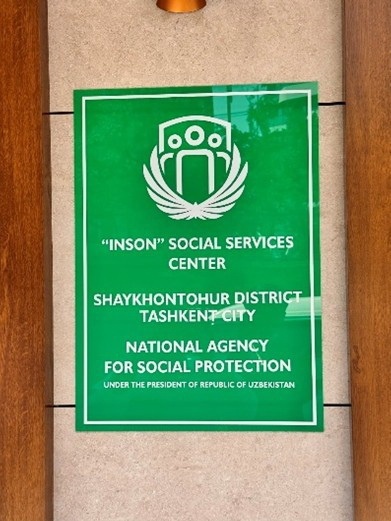 “INSON” SOCIAL SERVICES
CENTER
SHAYKHONTOHUR DISTRICT
TASHKENT CITY
NATIONAL AGENCY
FOR SOCIAL PROTECTION
UNDER THE PRESIDENT OF REPUBLIC OF UZBEKISTAN